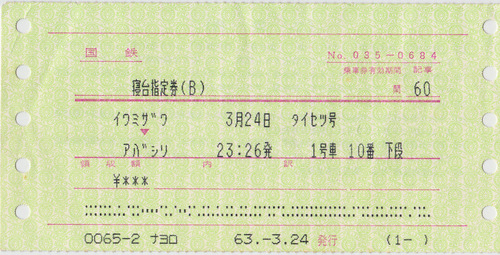 国鉄 No. 035-0684
乗車券有効期間 記事
寝台指定券(B) 関 60
イワミザワ 3月24日 タイセツ号
▼
アバシリ 23:26発 1号車 10番 下段
領収額 内訳
¥***
0065-2 ナヨロ 63.-3.24 発行 (1- )